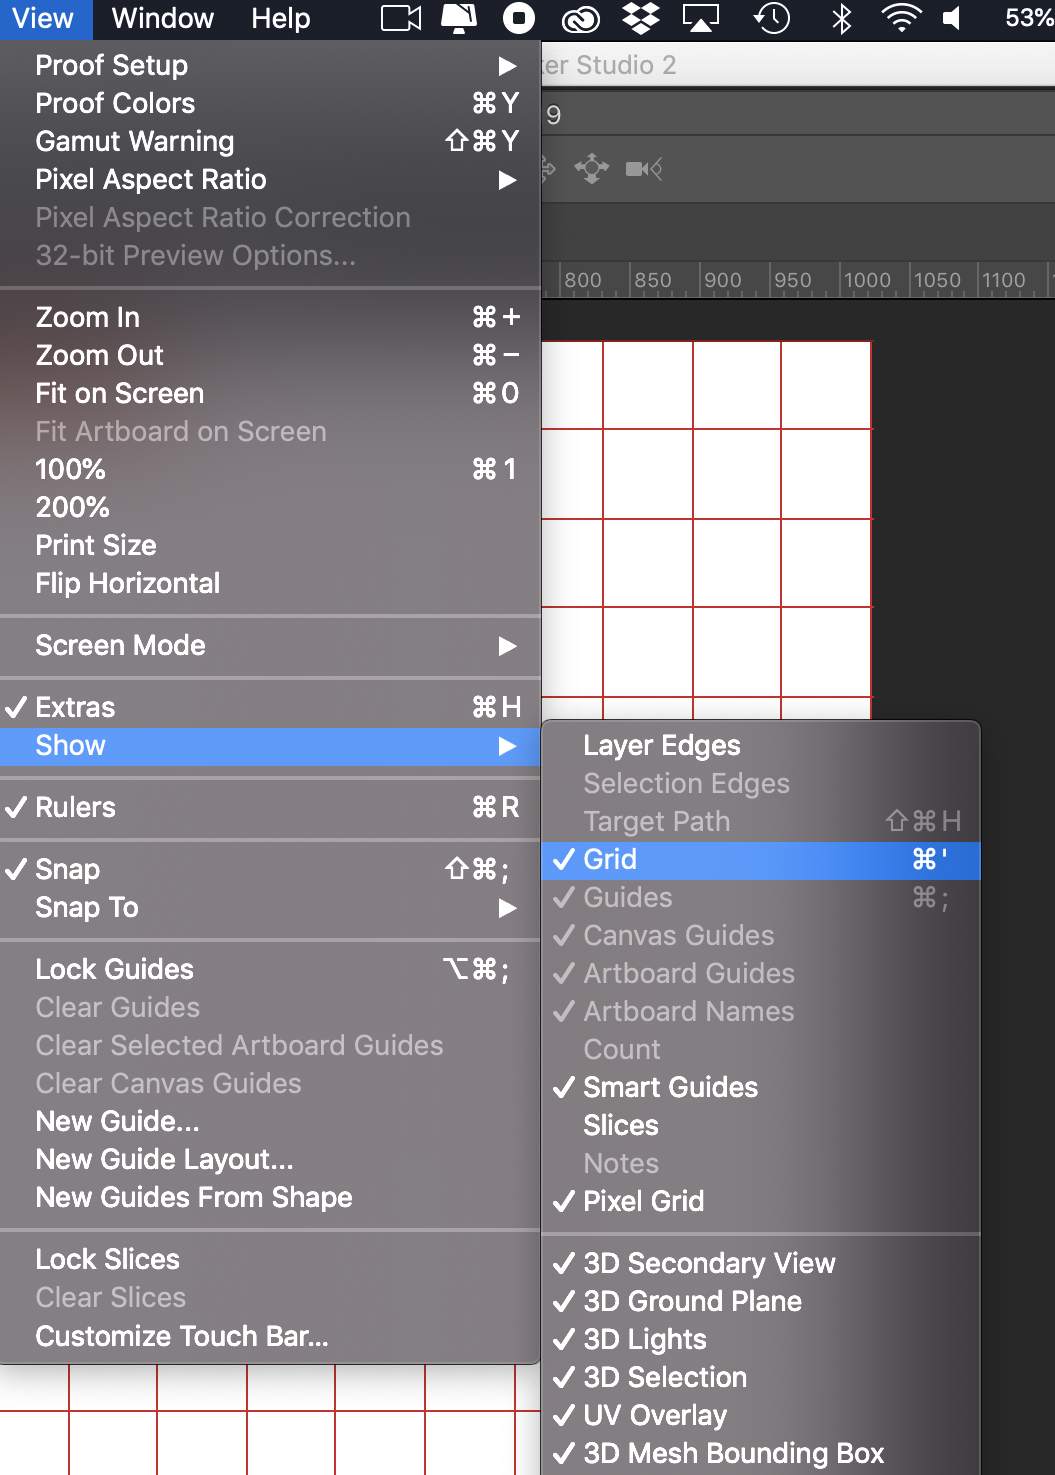 View Window Help 53%
ter Studio 2
9
800 850 900 950 1000 1050 1100
Proof Setup ▶
Proof Colors ⌘Y
Gamut Warning ⇧⌘Y
Pixel Aspect Ratio ▶
Pixel Aspect Ratio Correction
32-bit Preview Options...
Zoom In ⌘+
Zoom Out ⌘−
Fit on Screen ⌘0
Fit Artboard on Screen
100% ⌘1
200%
Print Size
Flip Horizontal
Screen Mode ▶
✓ Extras ⌘H
Show ▶
✓ Rulers ⌘R
✓ Snap ⇧⌘;
Snap To ▶
Lock Guides ⌥⌘;
Clear Guides
Clear Selected Artboard Guides
Clear Canvas Guides
New Guide...
New Guide Layout...
New Guides From Shape
Lock Slices
Clear Slices
Customize Touch Bar...
Layer Edges
Selection Edges
Target Path ⇧⌘H
✓ Grid ⌘'
✓ Guides ⌘;
✓ Canvas Guides
✓ Artboard Guides
✓ Artboard Names
Count
✓ Smart Guides
Slices
Notes
✓ Pixel Grid
✓ 3D Secondary View
✓ 3D Ground Plane
✓ 3D Lights
✓ 3D Selection
✓ UV Overlay
✓ 3D Mesh Bounding Box